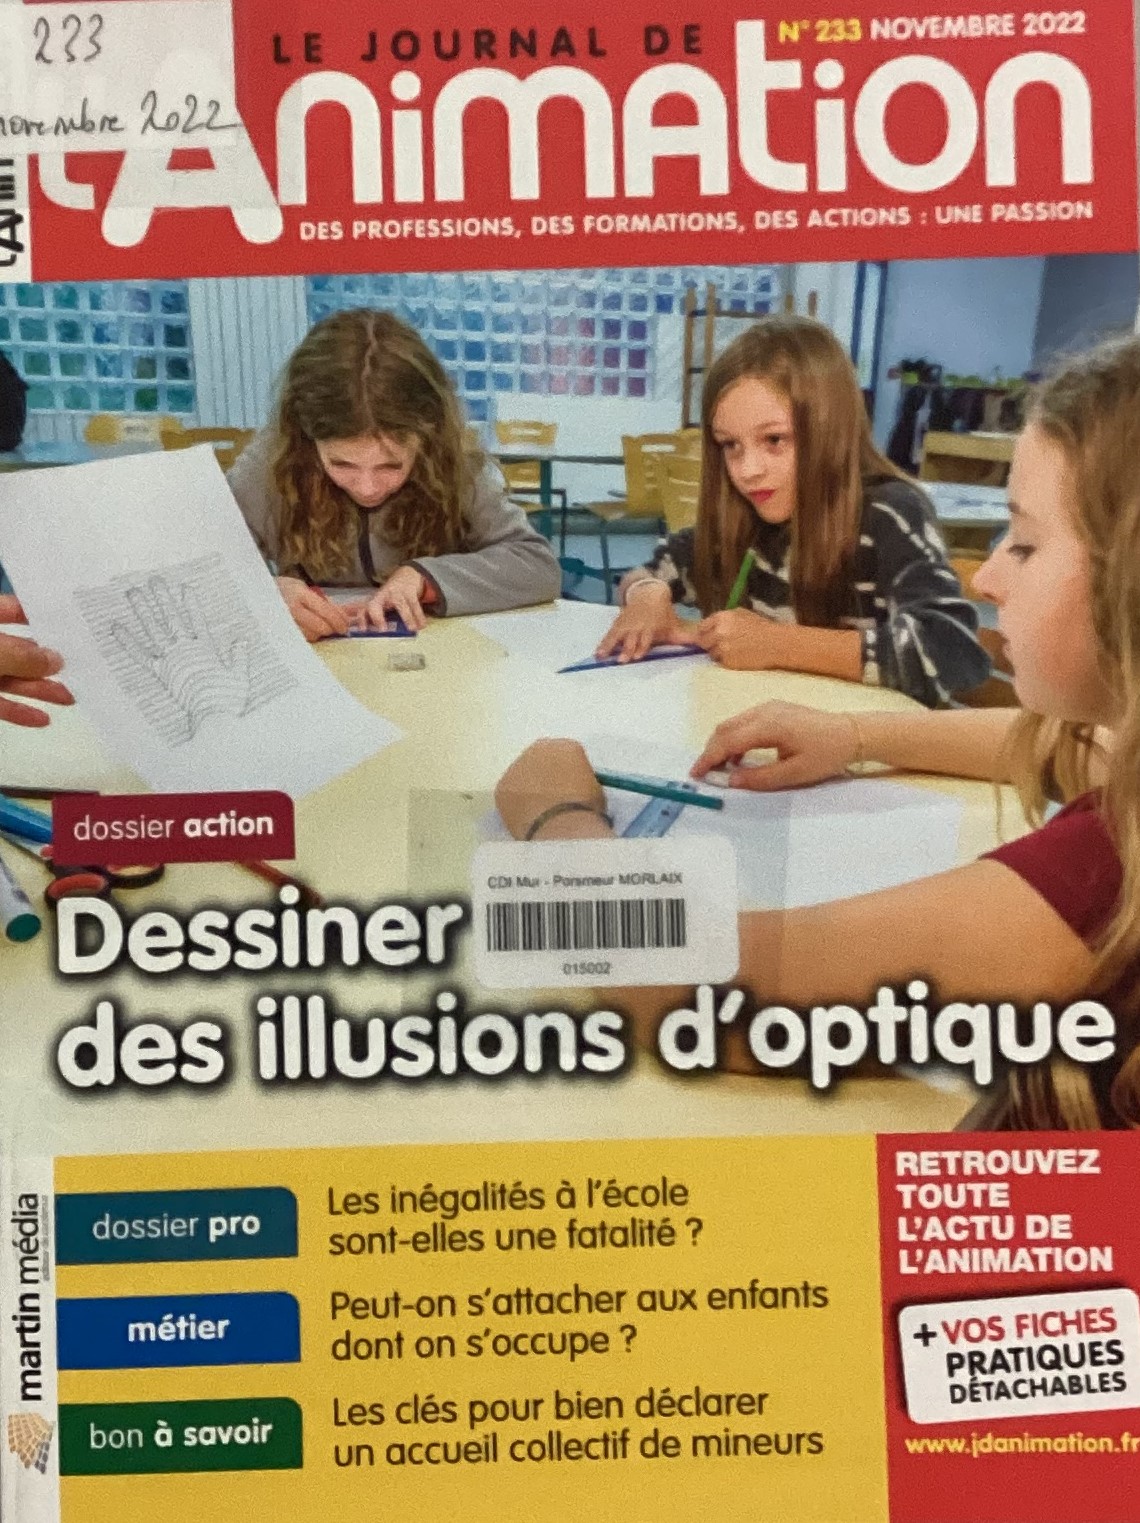 233
novembre 2022
LE JOURNAL DE
N° 233 NOVEMBRE 2022
l'Animation
DES PROFESSIONS, DES FORMATIONS, DES ACTIONS : UNE PASSION
dossier action
CDI Mur - Porsmeur MORLAIX
015002
Dessiner
des illusions d'optique
martin média
dossier pro
Les inégalités à l'école
sont-elles une fatalité ?
métier
Peut-on s'attacher aux enfants
dont on s'occupe ?
bon à savoir
Les clés pour bien déclarer
un accueil collectif de mineurs
RETROUVEZ
TOUTE
L'ACTU DE
L'ANIMATION
+ VOS FICHES
PRATIQUES
DÉTACHABLES
www.jdanimation.fr